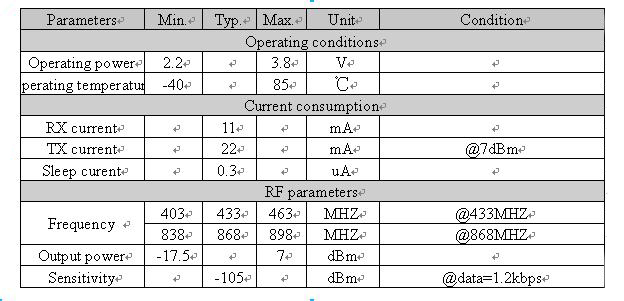 Parameters Min. Typ. Max. Unit Condition
Operating conditions
Operating power 2.2 3.8 V
perating temperatur -40 85 ℃
Current consumption
RX current 11 mA
TX current 22 mA @7dBm
Sleep curent 0.3 uA
RF parameters
Frequency 403 433 463 MHZ @433MHZ
838 868 898 MHZ @868MHZ
Output power -17.5 7 dBm
Sensitivity -105 dBm @data=1.2kbps